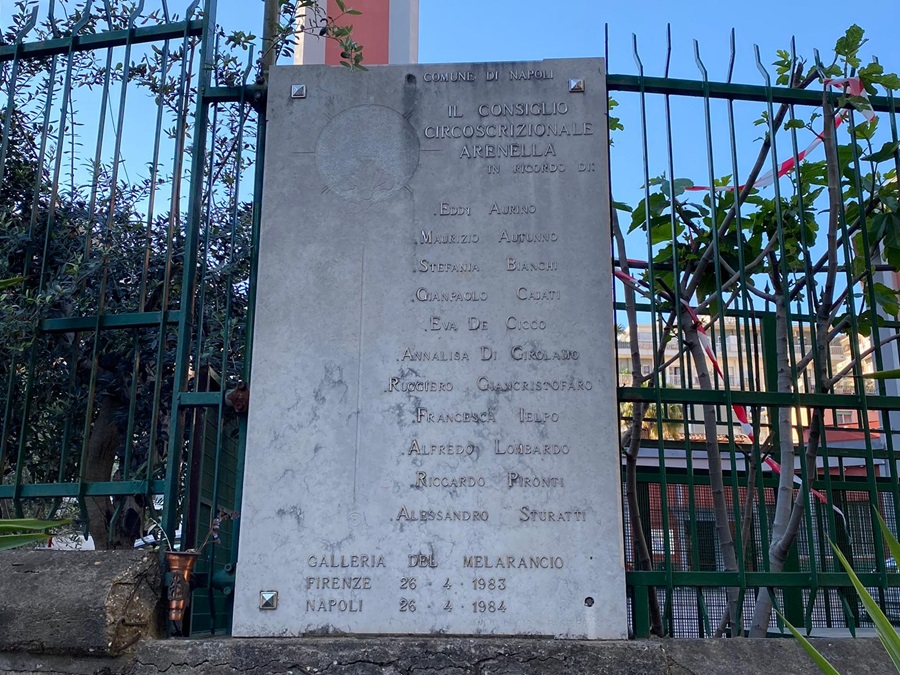 COMUNE DI NAPOLI
IL CONSIGLIO
CIRCOSCRIZIONALE
ARENELLA
IN RICORDO DI:
EDDI AURINO
MAURIZIO AUTUNNO
STEFANIA BIANCHI
GIANPAOLO CAJATI
EVA DE CICCO
ANNALISA DI GIROLAMO
RUGGIERO GIANCRISTOFARO
FRANCESCA IELPO
ALFREDO LOMBARDO
RICCARDO PIRONTI
ALESSANDRO STURATTI
GALLERIA DEL MELARANCIO
FIRENZE 26 · 4 · 1983
NAPOLI 26 · 4 · 1984